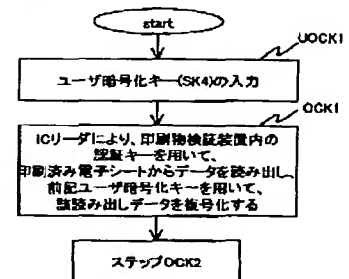 start
UOCK1
ユーザ暗号化キー(SK4)の入力
OCK1
ICリーダにより、印刷物検証装置内の
認証キーを用いて、
印刷済み電子シートからデータを読み出し、
前記ユーザ暗号化キーを用いて、
該読み出しデータを復号化する
ステップOCK2